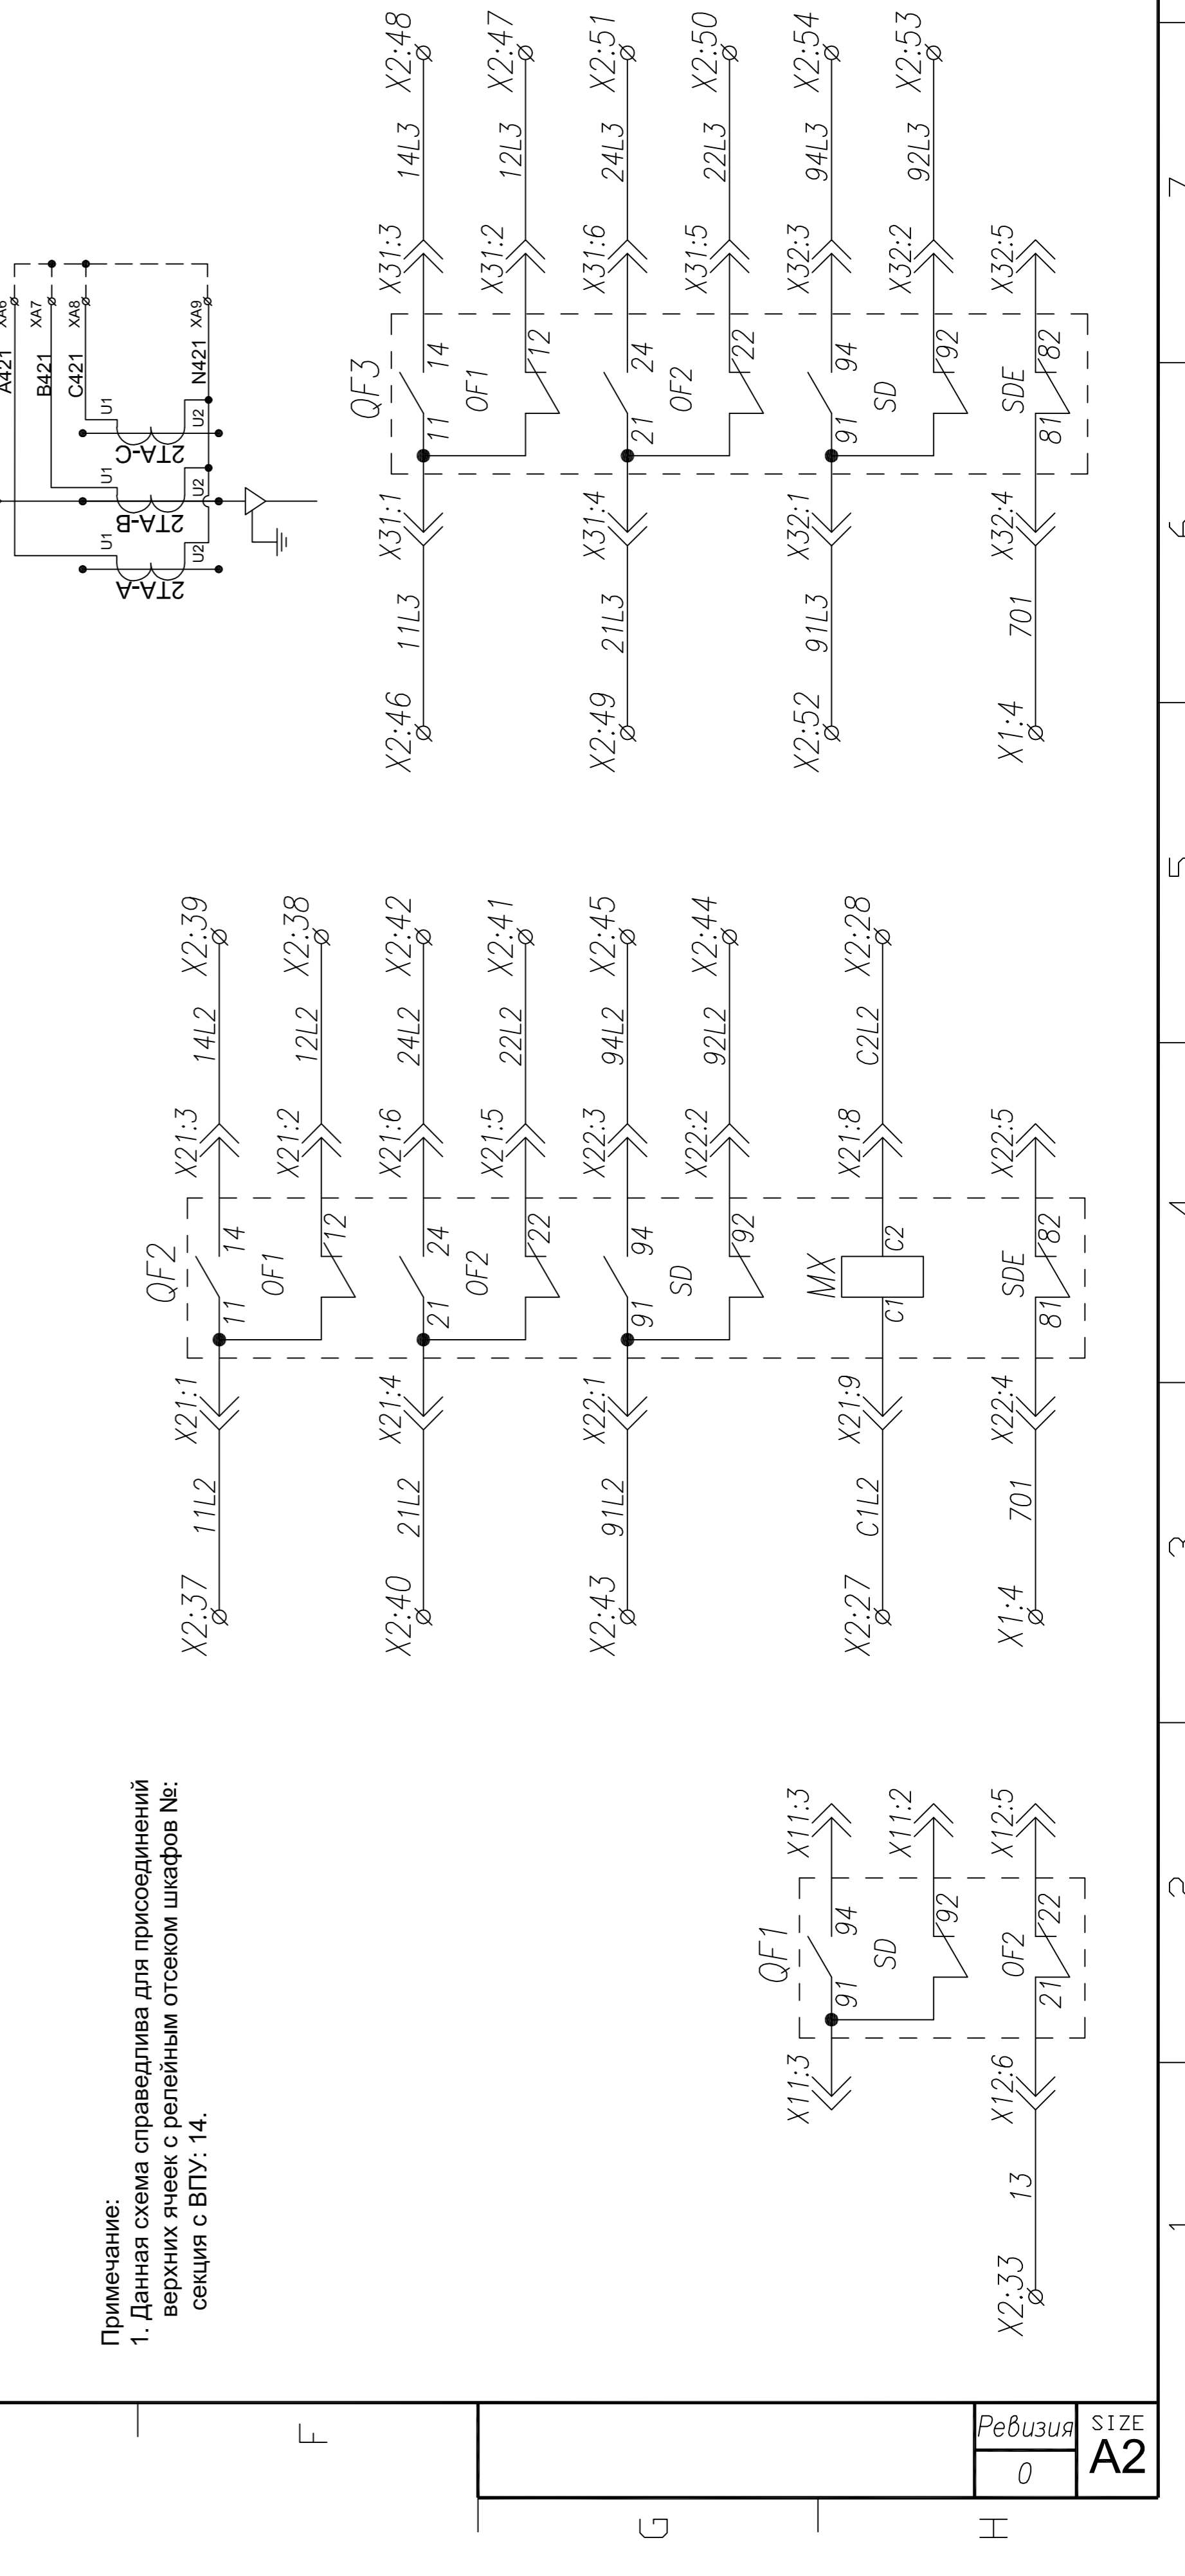 Примечание:
1. Данная схема справедлива для присоединений
верхних ячеек с релейным отсеком шкафов №:
секция с ВПУ: 14.
A421 XA6
B421 XA7
C421 XA8
N421 XA9
U1 U2
2TA-C
U1 U2
2TA-B
U1 U2
2TA-A
QF1
X11:3 91 94 X11:3
SD
92 X11:2
OF2
X2:33 13 X12:6 21 22 X12:5
QF2
X2:37 11L2 X21:1 11 14 X21:3 14L2 X2:39
OF1
12 X21:2 12L2 X2:38
X2:40 21L2 X21:4 21 24 X21:6 24L2 X2:42
OF2
22 X21:5 22L2 X2:41
X2:43 91L2 X22:1 91 94 X22:3 94L2 X2:45
SD
92 X22:2 92L2 X2:44
MX
X2:27 C1L2 X21:9 C1 C2 X21:8 C2L2 X2:28
SDE
X1:4 701 X22:4 81 82 X22:5
QF3
X2:46 11L3 X31:1 11 14 X31:3 14L3 X2:48
OF1
12 X31:2 12L3 X2:47
X2:49 21L3 X31:4 21 24 X31:6 24L3 X2:51
OF2
22 X31:5 22L3 X2:50
X2:52 91L3 X32:1 91 94 X32:3 94L3 X2:54
SD
92 X32:2 92L3 X2:53
SDE
X1:4 701 X32:4 81 82 X32:5
F
G
H
Ревизия
0
SIZE
A2
1 2 3 4 5 6 7